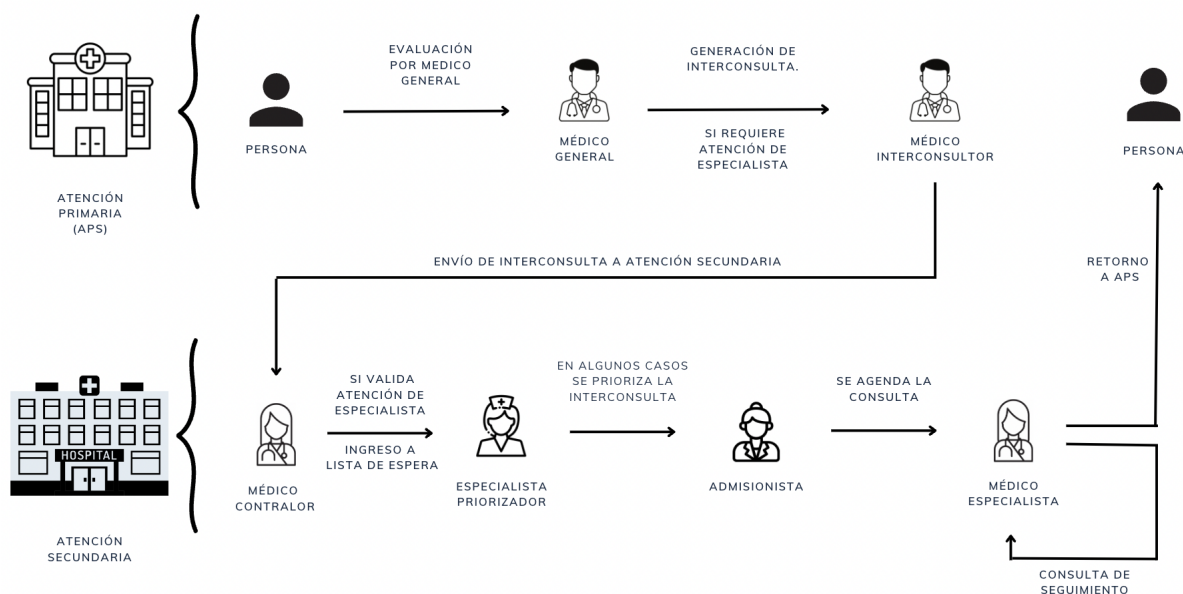 EVALUACIÓN
POR MEDICO
GENERAL
GENERACIÓN DE
INTERCONSULTA.
PERSONA
MÉDICO
GENERAL
SI REQUIERE
ATENCIÓN DE
ESPECIALISTA
MÉDICO
INTERCONSULTOR
PERSONA
ATENCIÓN
PRIMARIA
(APS)
ENVÍO DE INTERCONSULTA A ATENCIÓN SECUNDARIA
RETORNO
A APS
HOSPITAL
SI VALIDA
ATENCIÓN DE
ESPECIALISTA
INGRESO A
LISTA DE ESPERA
EN ALGUNOS CASOS
SE PRIORIZA LA
INTERCONSULTA
SE AGENDA LA
CONSULTA
MÉDICO
CONTRALOR
ESPECIALISTA
PRIORIZADOR
ADMISIONISTA
MÉDICO
ESPECIALISTA
ATENCIÓN
SECUNDARIA
CONSULTA DE
SEGUIMIENTO